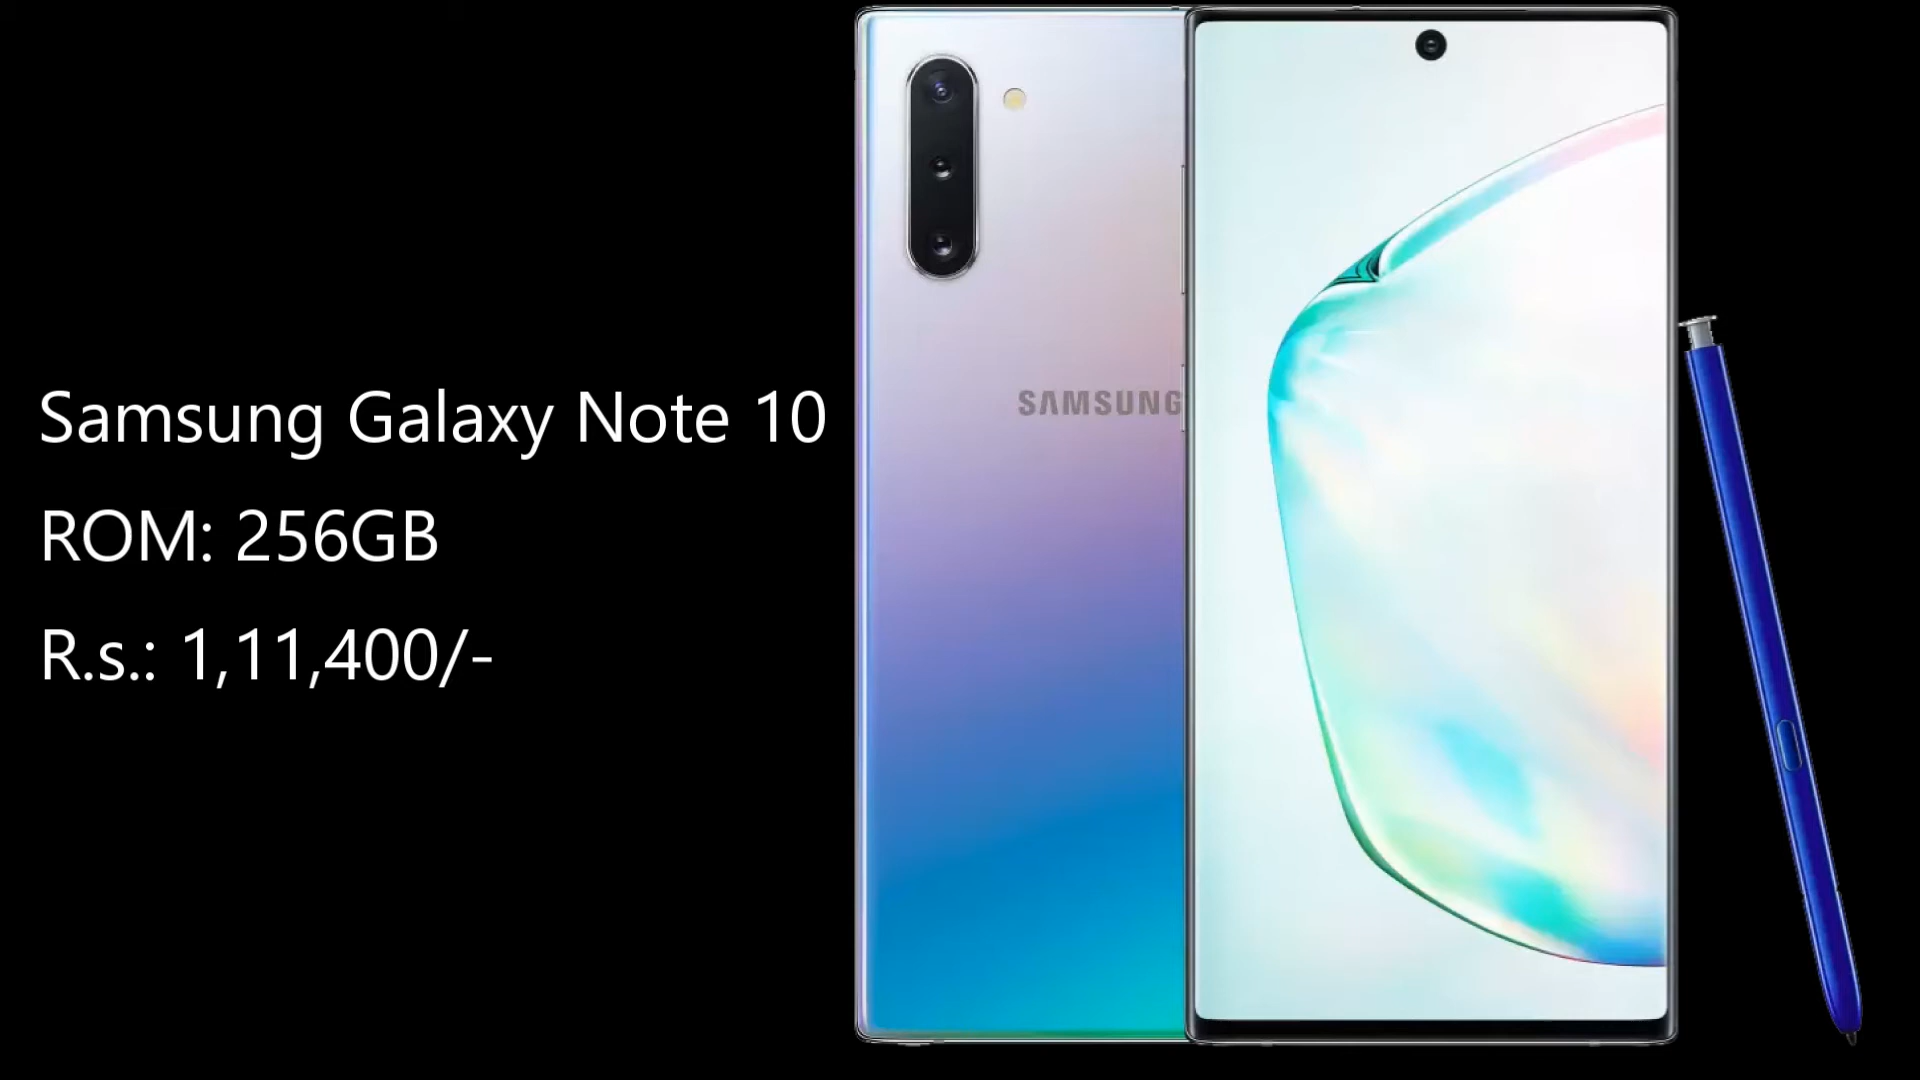 Samsung Galaxy Note 10
ROM: 256GB
R.s.: 1,11,400/-
SAMSUNG